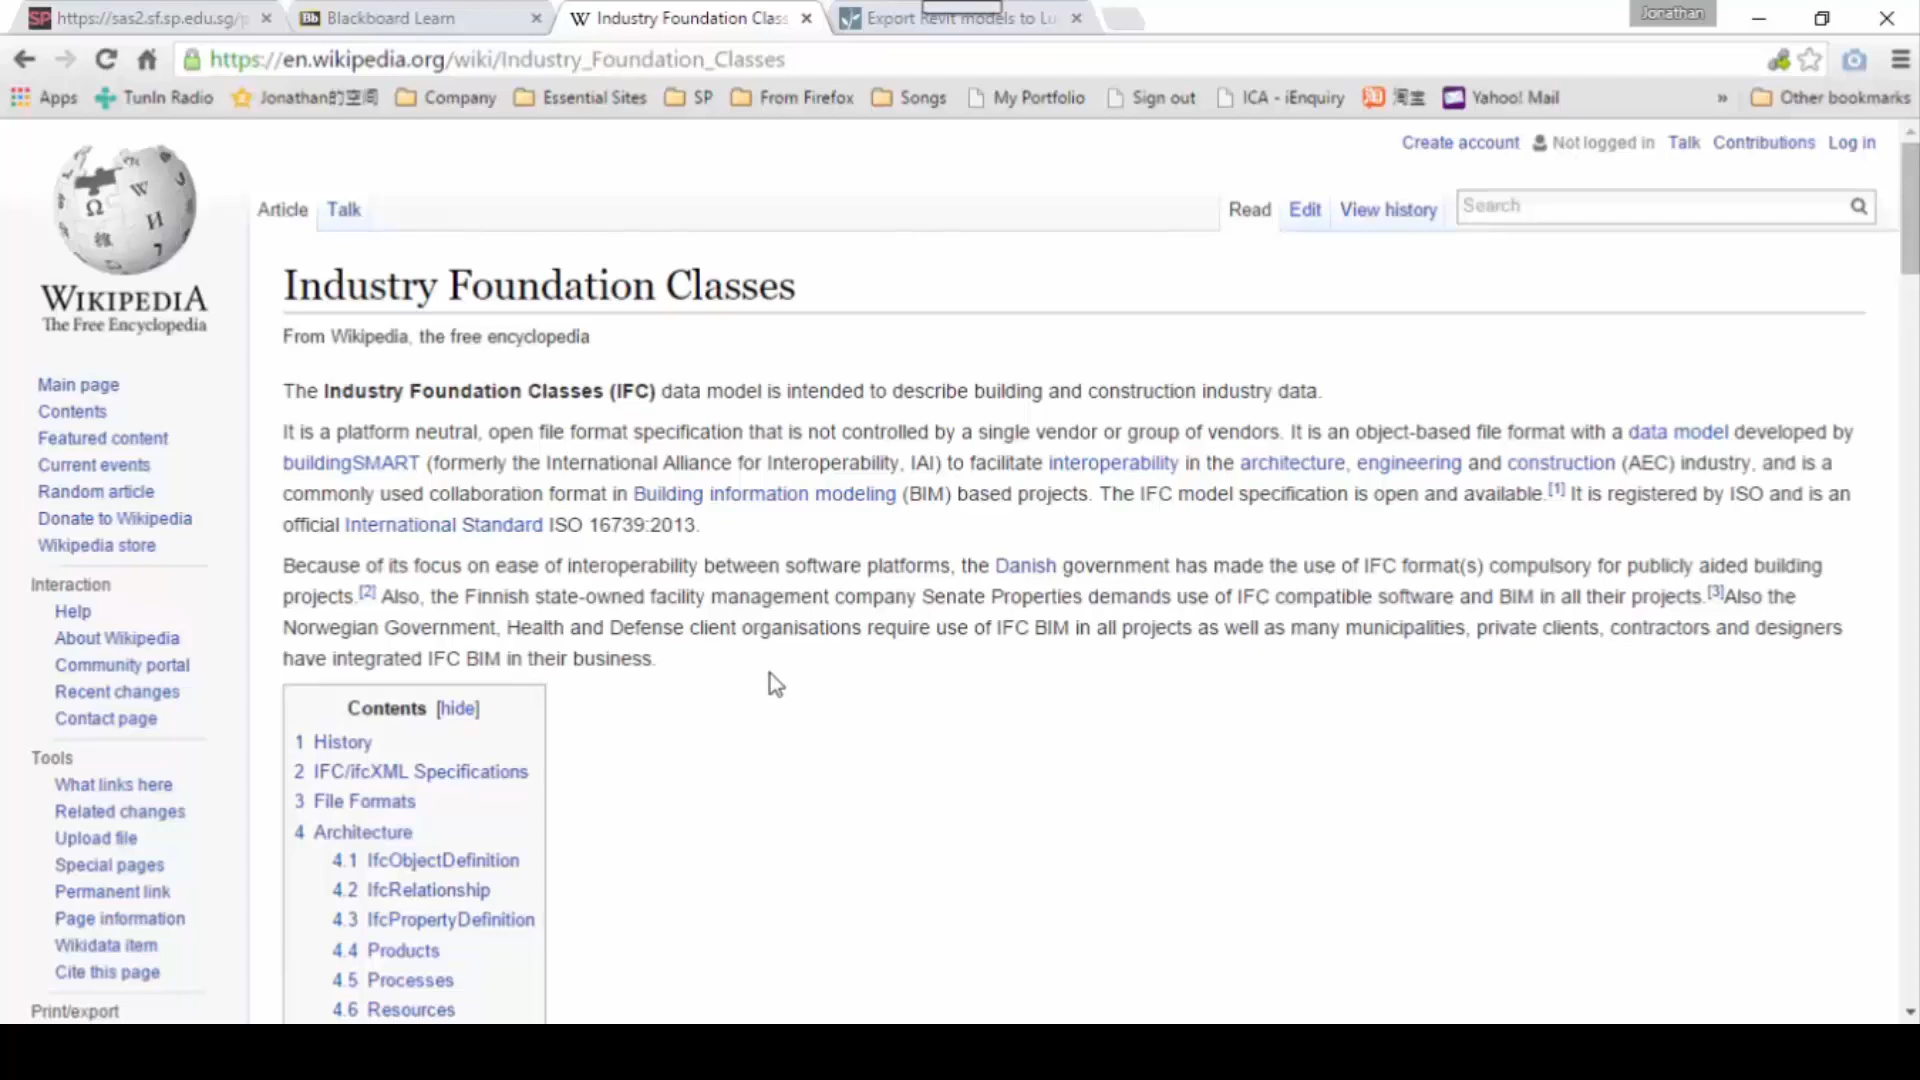 https://sas2.sf.sp.edu.sg/p
Blackboard Learn
Industry Foundation Class
Export Revit models to Lu
Jonathan
https://en.wikipedia.org/wiki/Industry_Foundation_Classes
Apps TunIn Radio Jonathan的空间 Company Essential Sites SP From Firefox Songs My Portfolio Sign out ICA - iEnquiry 淘宝 Yahoo! Mail » Other bookmarks
Create account Not logged in Talk Contributions Log in
Article Talk Read Edit View history Search
WIKIPEDIA
The Free Encyclopedia
Main page
Contents
Featured content
Current events
Random article
Donate to Wikipedia
Wikipedia store
Interaction
Help
About Wikipedia
Community portal
Recent changes
Contact page
Tools
What links here
Related changes
Upload file
Special pages
Permanent link
Page information
Wikidata item
Cite this page
Print/export
Industry Foundation Classes
From Wikipedia, the free encyclopedia
The Industry Foundation Classes (IFC) data model is intended to describe building and construction industry data.
It is a platform neutral, open file format specification that is not controlled by a single vendor or group of vendors. It is an object-based file format with a data model developed by
buildingSMART (formerly the International Alliance for Interoperability, IAI) to facilitate interoperability in the architecture, engineering and construction (AEC) industry, and is a
commonly used collaboration format in Building information modeling (BIM) based projects. The IFC model specification is open and available.[1] It is registered by ISO and is an
official International Standard ISO 16739:2013.
Because of its focus on ease of interoperability between software platforms, the Danish government has made the use of IFC format(s) compulsory for publicly aided building
projects.[2] Also, the Finnish state-owned facility management company Senate Properties demands use of IFC compatible software and BIM in all their projects.[3]Also the
Norwegian Government, Health and Defense client organisations require use of IFC BIM in all projects as well as many municipalities, private clients, contractors and designers
have integrated IFC BIM in their business.
Contents [hide]
1 History
2 IFC/ifcXML Specifications
3 File Formats
4 Architecture
4.1 IfcObjectDefinition
4.2 IfcRelationship
4.3 IfcPropertyDefinition
4.4 Products
4.5 Processes
4.6 Resources